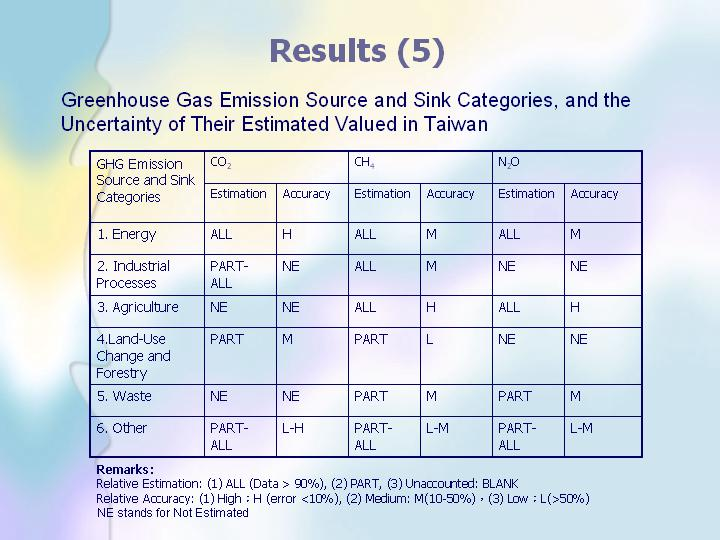 Results (5)
Greenhouse Gas Emission Source and Sink Categories, and the
Uncertainty of Their Estimated Valued in Taiwan
GHG Emission Source and Sink Categories CO2 CH4 N2O
Estimation Accuracy Estimation Accuracy Estimation Accuracy
1. Energy ALL H ALL M ALL M
2. Industrial Processes PART-ALL NE ALL M NE NE
3. Agriculture NE NE ALL H ALL H
4.Land-Use Change and Forestry PART M PART L NE NE
5. Waste NE NE PART M PART M
6. Other PART-ALL L-H PART-ALL L-M PART-ALL L-M
Remarks:
Relative Estimation: (1) ALL (Data > 90%), (2) PART, (3) Unaccounted: BLANK
Relative Accuracy: (1) High；H (error <10%), (2) Medium: M(10-50%)，(3) Low；L(>50%)
NE stands for Not Estimated